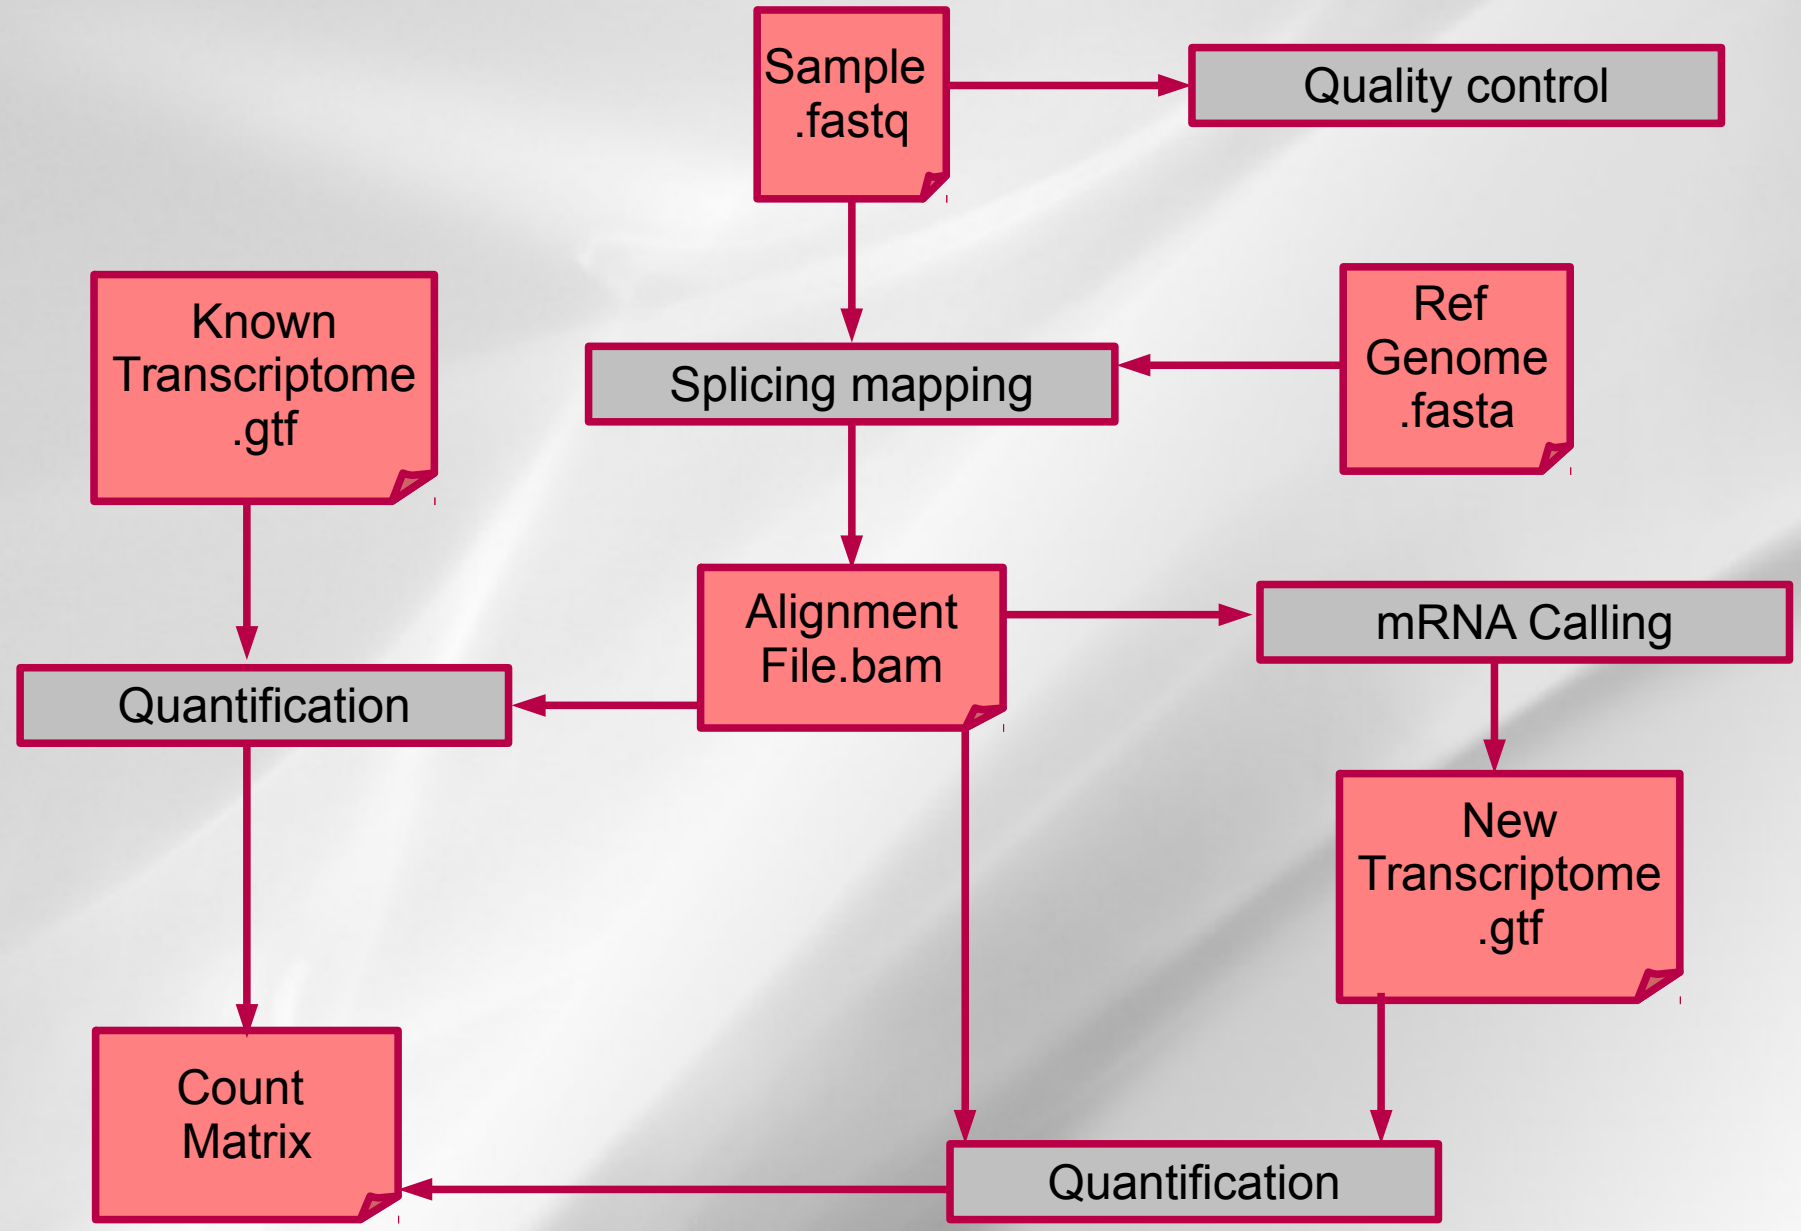 Sample
.fastq
Quality control
Known
Transcriptome
.gtf
Splicing mapping
Ref
Genome
.fasta
Alignment
File.bam
mRNA Calling
Quantification
New
Transcriptome
.gtf
Count
Matrix
Quantification